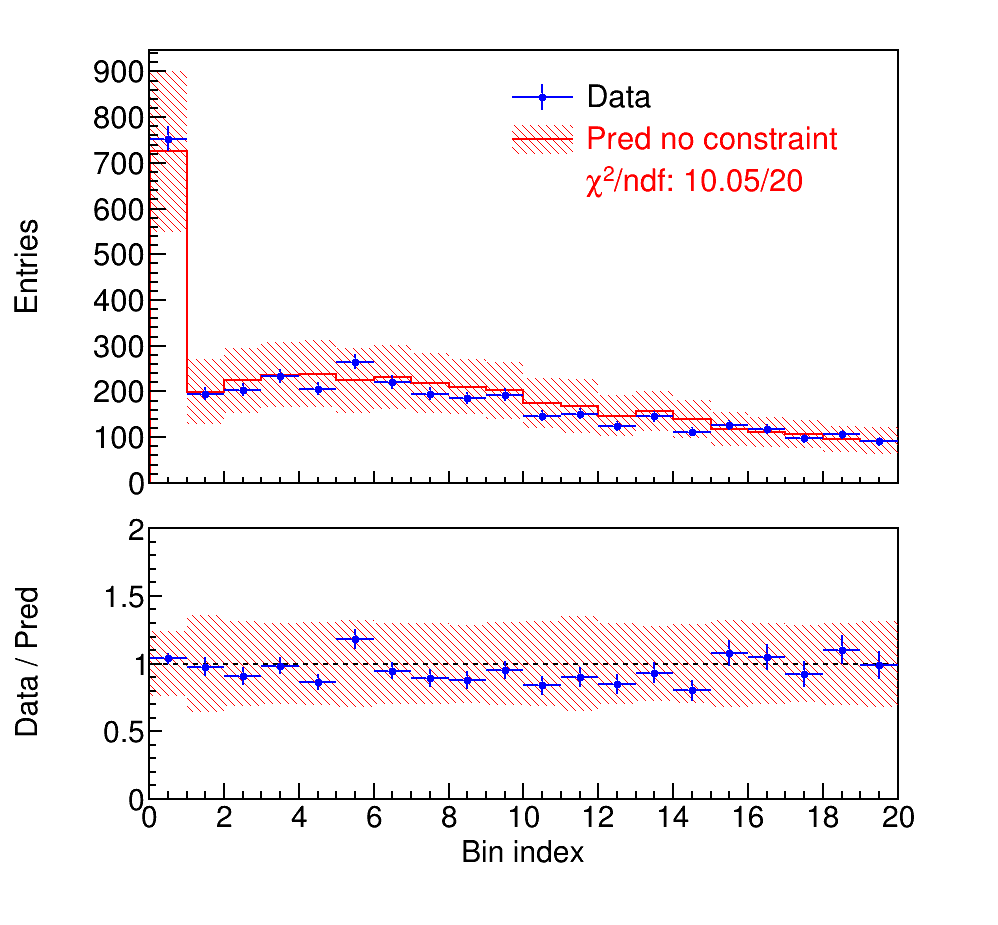 900
800
700
600
500
400
300
200
100
0
Entries
Data
Pred no constraint
χ²/ndf: 10.05/20
2
1.5
1
0.5
0
Data / Pred
0 2 4 6 8 10 12 14 16 18 20
Bin index